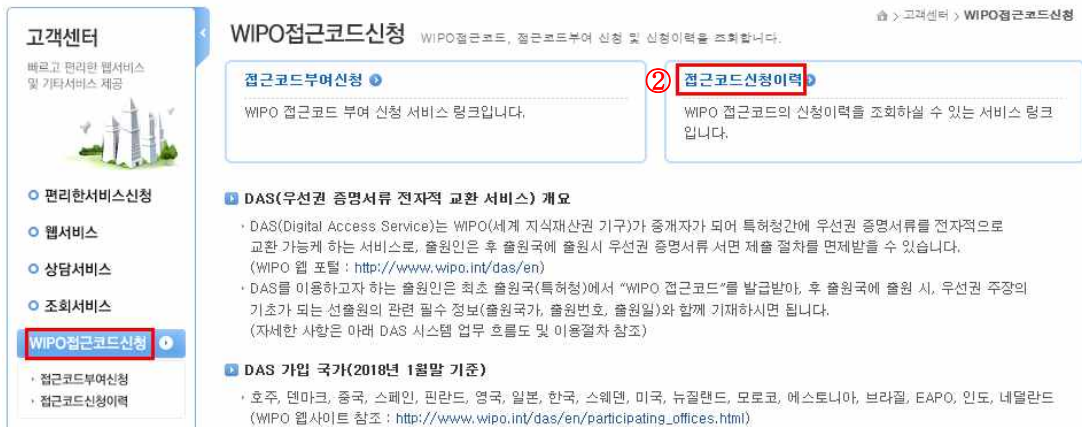 고객센터 > 고객센터 > WIPO접근코드신청
고객센터
빠르고 편리한 웹서비스
및 기타서비스 제공
편리한서비스신청
웹서비스
상담서비스
조회서비스
WIPO접근코드신청
· 접근코드부여신청
· 접근코드신청이력
WIPO접근코드신청 WIPO접근코드, 접근코드부여 신청 및 신청이력을 조회합니다.
접근코드부여신청
WIPO 접근코드 부여 신청 서비스 링크입니다.
② 접근코드신청이력
WIPO 접근코드의 신청이력을 조회하실 수 있는 서비스 링크
입니다.
DAS(우선권 증명서류 전자적 교환 서비스) 개요
· DAS(Digital Access Service)는 WIPO(세계 지식재산권 기구)가 중개자가 되어 특허청간에 우선권 증명서류를 전자적으로
교환 가능케 하는 서비스로, 출원인은 후 출원국에 출원시 우선권 증명서류 서면 제출 절차를 면제받을 수 있습니다.
(WIPO 웹 포털 : http://www.wipo.int/das/en)
· DAS를 이용하고자 하는 출원인은 최초 출원국(특허청)에서 “WIPO 접근코드”를 발급받아, 후 출원국에 출원 시, 우선권 주장의
기초가 되는 선출원의 관련 필수 정보(출원국가, 출원번호, 출원일)와 함께 기재하시면 됩니다.
(자세한 사항은 아래 DAS 시스템 업무 흐름도 및 이용절차 참조)
DAS 가입 국가(2018년 1월말 기준)
· 호주, 덴마크, 중국, 스페인, 핀란드, 영국, 일본, 한국, 스웨덴, 미국, 뉴질랜드, 모로코, 에스토니아, 브라질, EAPO, 인도, 네덜란드
(WIPO 웹사이트 참조 : http://www.wipo.int/das/en/participating_offices.html)